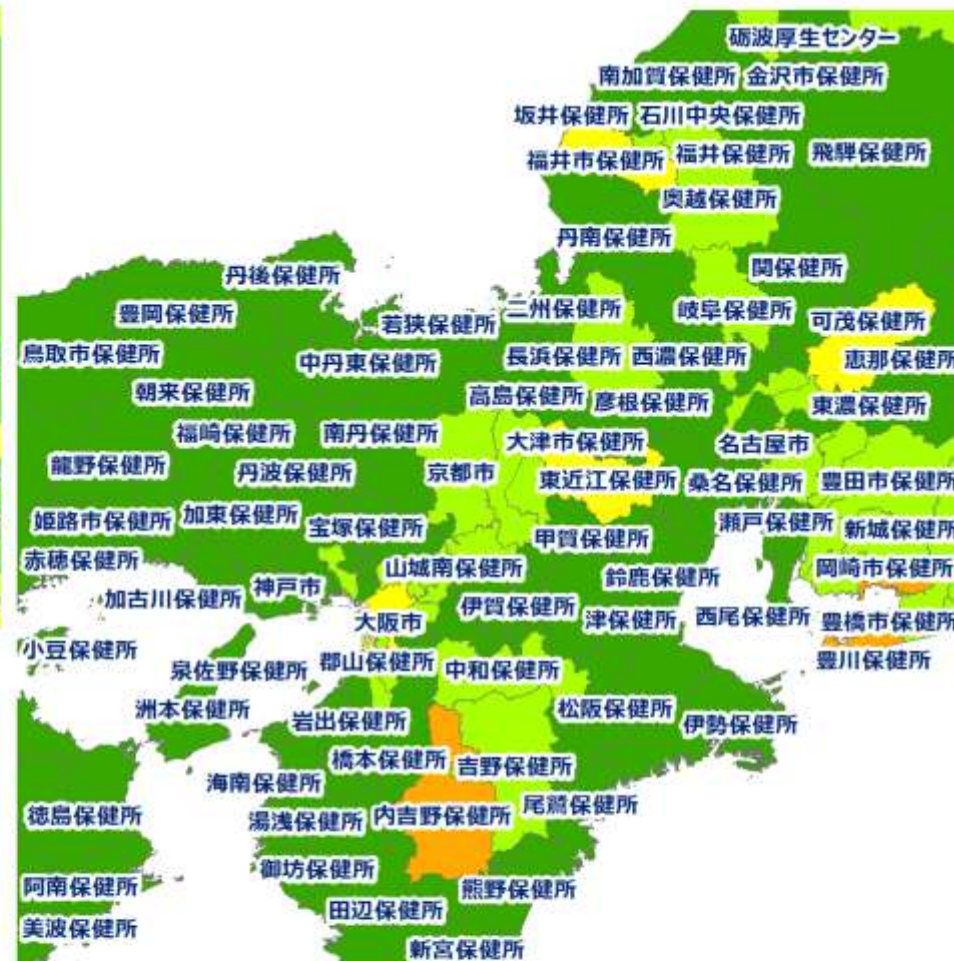 砺波厚生センター
南加賀保健所 金沢市保健所
坂井保健所 石川中央保健所
福井市保健所 福井保健所 飛騨保健所
奥越保健所
丹南保健所
丹後保健所 関保健所
豊岡保健所 若狭保健所 二州保健所 岐阜保健所 可茂保健所
鳥取市保健所 中丹東保健所 長浜保健所 西濃保健所 恵那保健所
朝来保健所 高島保健所 彦根保健所 東濃保健所
福崎保健所 南丹保健所 大津市保健所 名古屋市
龍野保健所 丹波保健所 京都市 東近江保健所 桑名保健所 豊田市保健所
姫路市保健所 加東保健所 宝塚保健所 甲賀保健所 瀬戸保健所 新城保健所
赤穂保健所 神戸市 山城南保健所 鈴鹿保健所 岡崎市保健所
加古川保健所 大阪市 伊賀保健所 津保健所 西尾保健所 豊橋市保健所
小豆保健所 泉佐野保健所 郡山保健所 中和保健所 豊川保健所
洲本保健所 岩出保健所 松阪保健所 伊勢保健所
海南保健所 橋本保健所 吉野保健所
徳島保健所 湯浅保健所 内吉野保健所 尾鷲保健所
阿南保健所 御坊保健所 熊野保健所
美波保健所 田辺保健所
新宮保健所